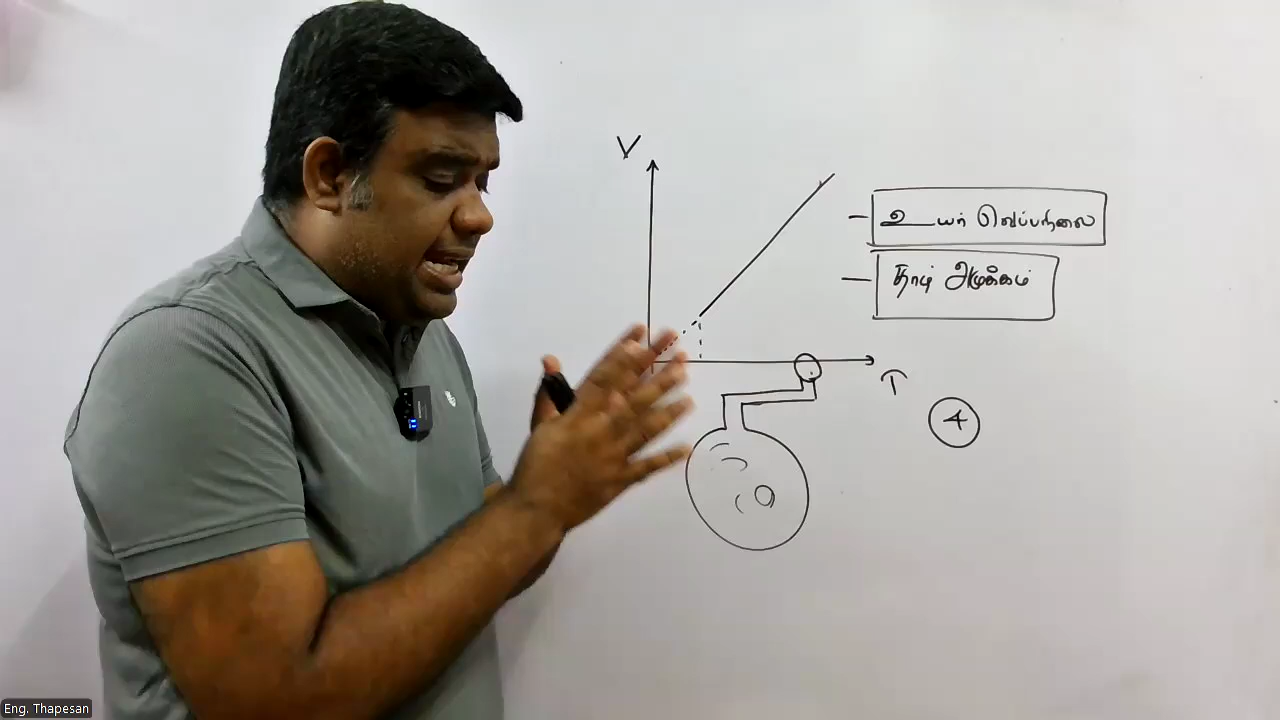 V
உயர் வெப்பநிலை
தாழ் அமுக்கம்
T
4
Eng. Thapesan